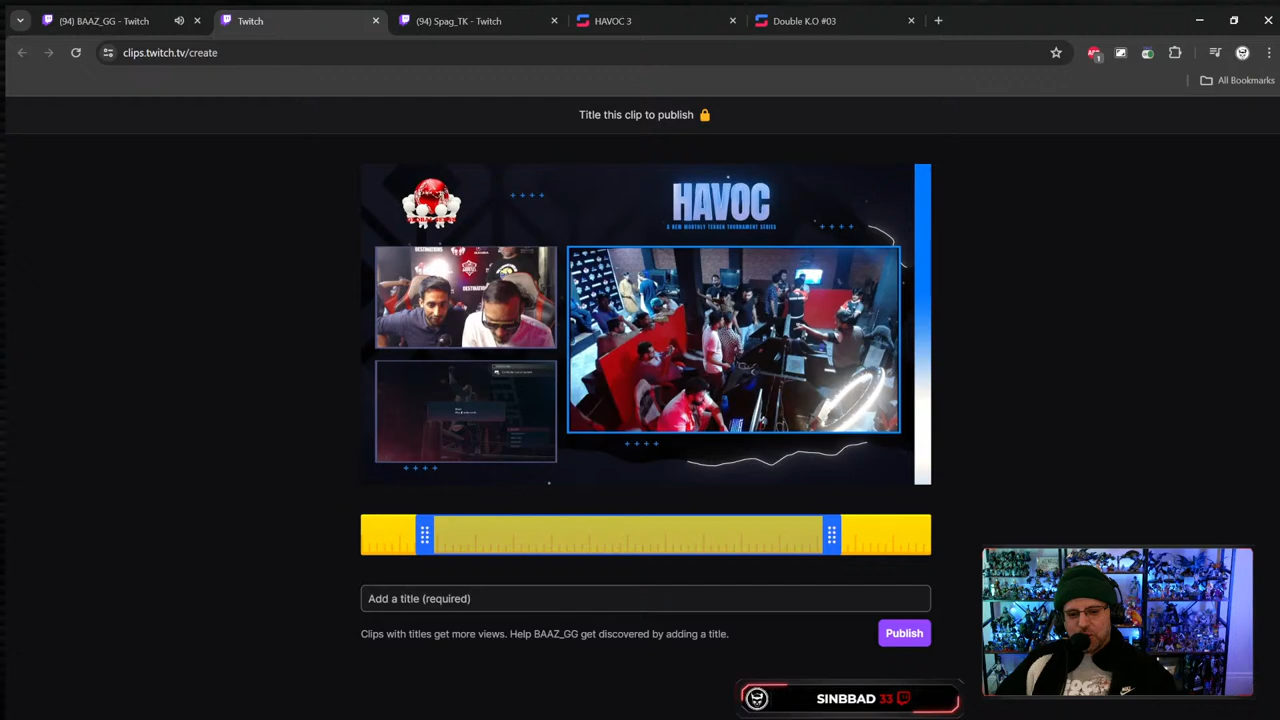 (94) BAAZ_GG - Twitch
Twitch
(94) Spag_TK - Twitch
HAVOC 3
Double K.O #03
clips.twitch.tv/create
1
All Bookmarks
Title this clip to publish
HAVOC
A NEW MONTHLY TEKKEN TOURNAMENT SERIES
Add a title (required)
Clips with titles get more views. Help BAAZ_GG get discovered by adding a title.
Publish
SINBBAD 33